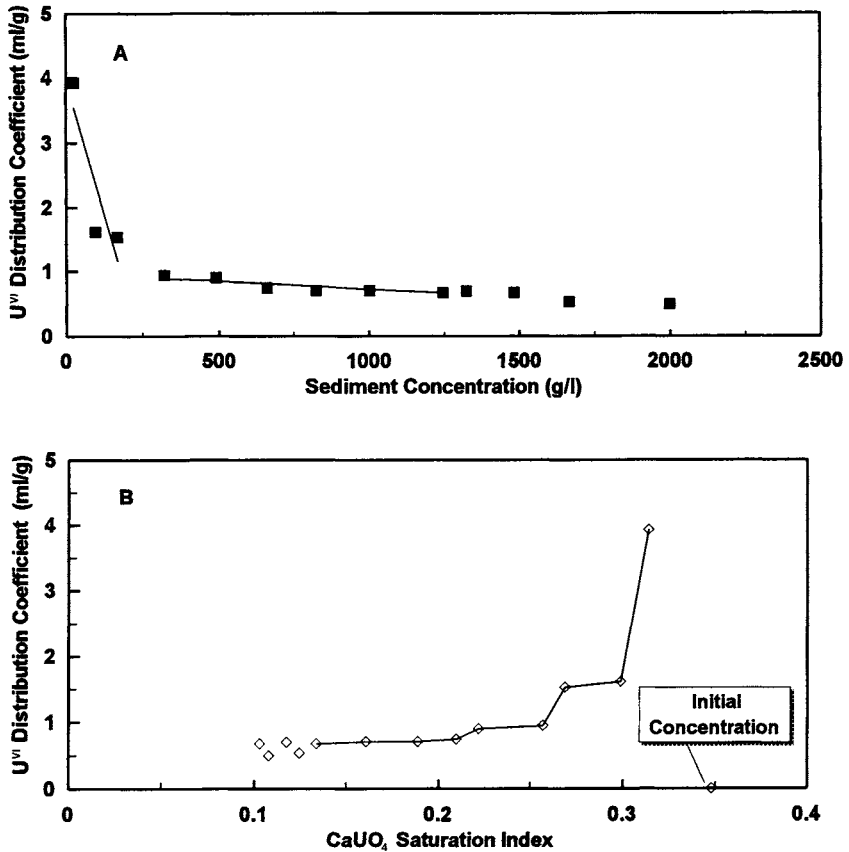 A
U^VI Distribution Coefficient (ml/g)
5
4
3
2
1
0
0 500 1000 1500 2000 2500
Sediment Concentration (g/l)
B
U^VI Distribution Coefficient (ml/g)
5
4
3
2
1
0
Initial
Concentration
0 0.1 0.2 0.3 0.4
CaUO₄ Saturation Index